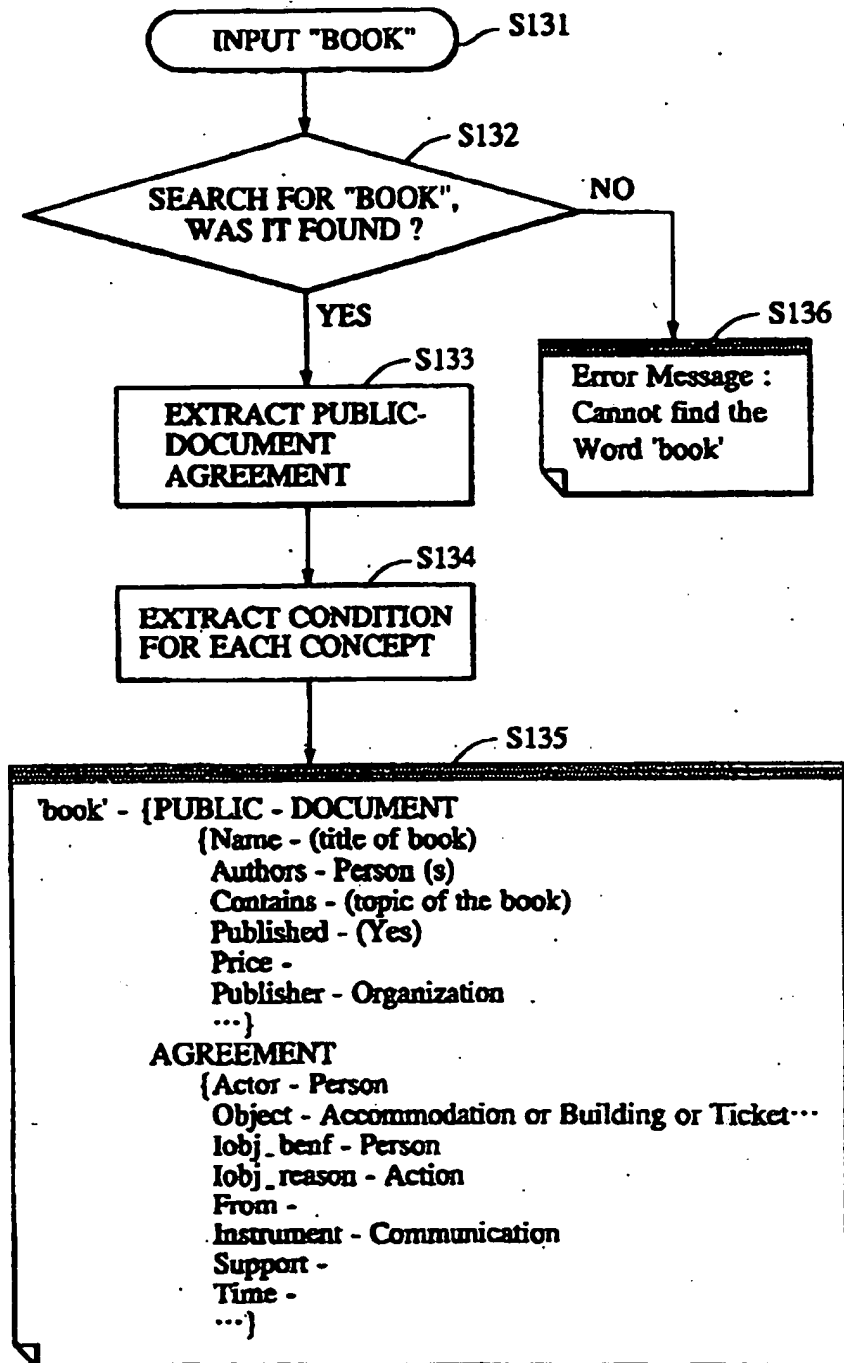 INPUT "BOOK"
S131
S132
SEARCH FOR "BOOK",
WAS IT FOUND ?
NO
YES
S136
Error Message :
Cannot find the
Word 'book'
S133
EXTRACT PUBLIC-
DOCUMENT
AGREEMENT
S134
EXTRACT CONDITION
FOR EACH CONCEPT
S135
'book' - {PUBLIC - DOCUMENT
{Name - (title of book)
Authors - Person (s)
Contains - (topic of the book)
Published - (Yes)
Price -
Publisher - Organization
···}
AGREEMENT
{Actor - Person
Object - Accommodation or Building or Ticket···
Iobj_benf - Person
Iobj_reason - Action
From -
Instrument - Communication
Support -
Time -
···}